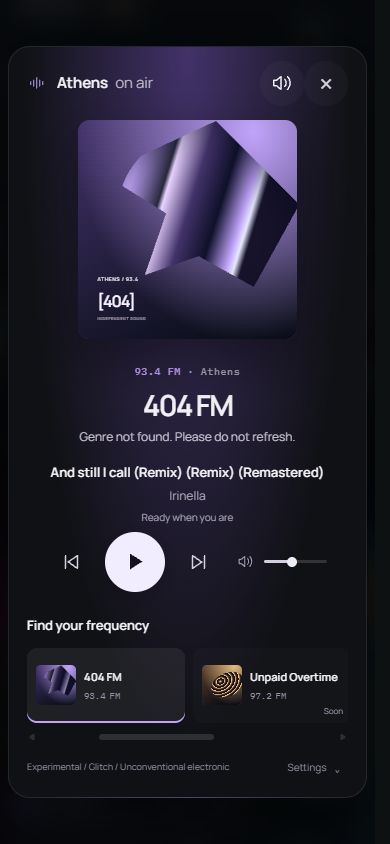 Athens on air
ATHENS / 93.4
[404]
INDEPENDENT SOUND
93.4 FM · Athens
404 FM
Genre not found. Please do not refresh.
And still I call (Remix) (Remix) (Remastered)
Irinella
Ready when you are
Find your frequency
404 FM
93.4 FM
Unpaid Overtime
97.2 FM
Soon
Experimental / Glitch / Unconventional electronic
Settings